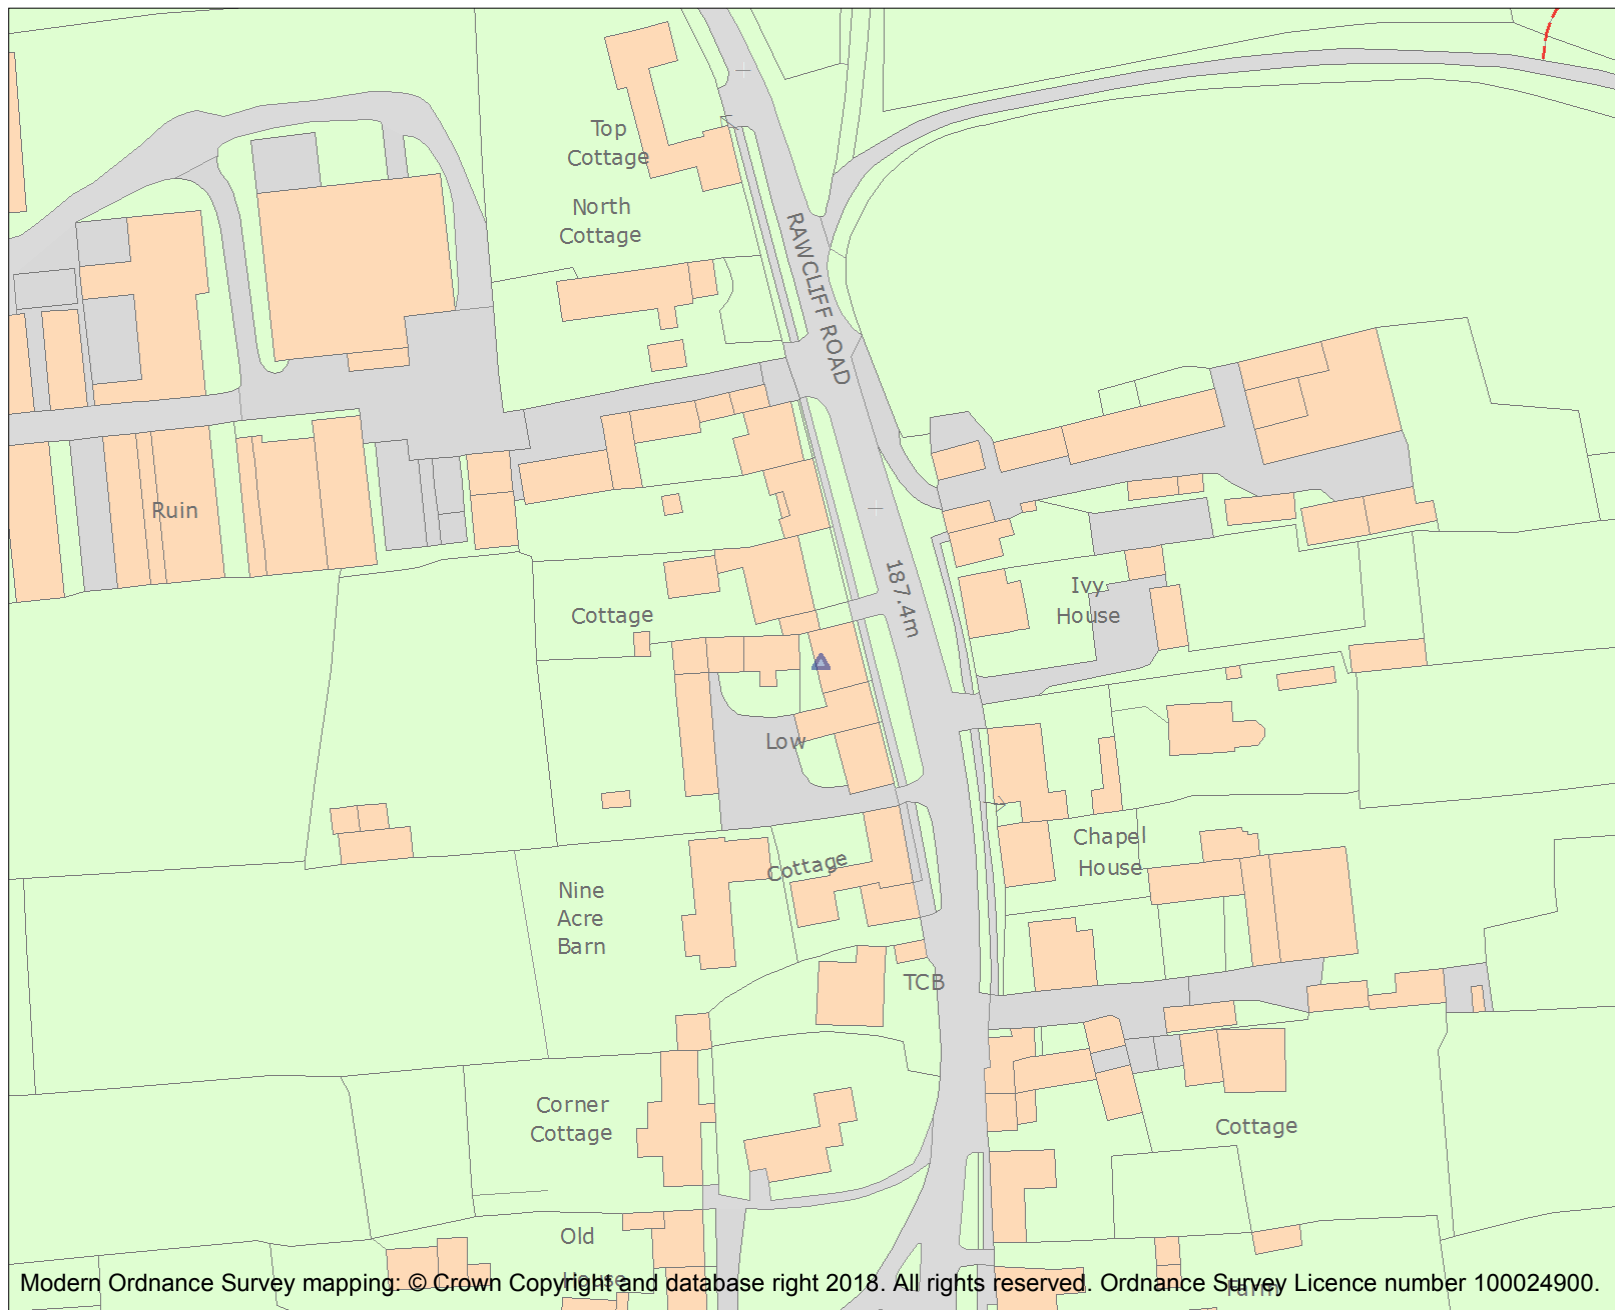 Top
Cottage
North
Cottage
RAWCLIFF ROAD
Ruin
187.4m
Ivy
House
Cottage
Low
Chapel
House
Cottage
Nine
Acre
Barn
TCB
Corner
Cottage
Cottage
Old
House
Farm
Modern Ordnance Survey mapping: © Crown Copyright and database right 2018. All rights reserved. Ordnance Survey Licence number 100024900.